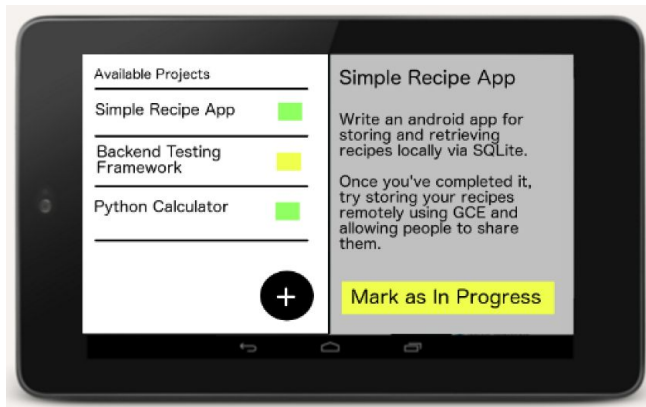 Available Projects
Simple Recipe App
Backend Testing
Framework
Python Calculator
+
Simple Recipe App
Write an android app for
storing and retrieving
recipes locally via SQLite.
Once you've completed it,
try storing your recipes
remotely using GCE and
allowing people to share
them.
Mark as In Progress